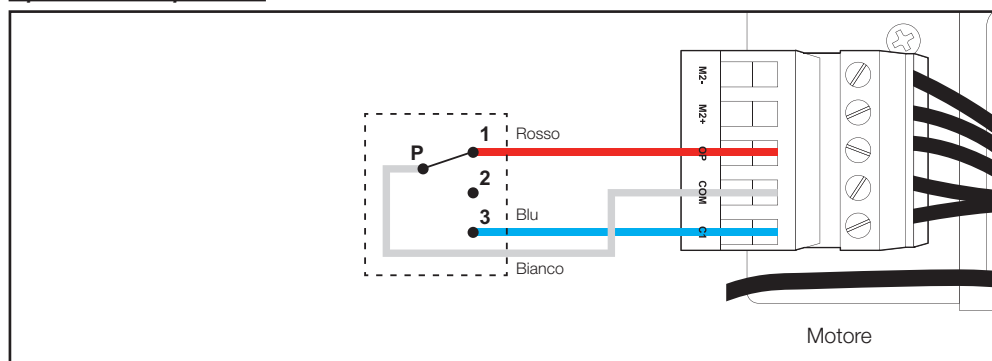 M2-
M2+
OP
COM
C1
1
Rosso
P
2
3
Blu
Bianco
Motore